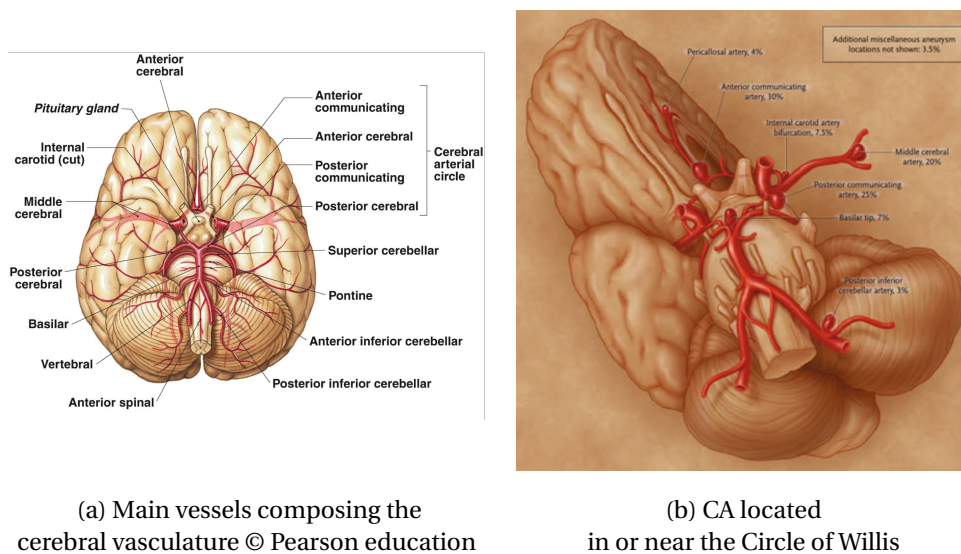 Anterior
cerebral
Pituitary gland
Internal
carotid (cut)
Middle
cerebral
Posterior
cerebral
Basilar
Vertebral
Anterior spinal
Anterior
communicating
Anterior cerebral
Posterior
communicating
Posterior cerebral
Cerebral
arterial
circle
Superior cerebellar
Pontine
Anterior inferior cerebellar
Posterior inferior cerebellar
(a) Main vessels composing the
cerebral vasculature © Pearson education
Additional miscellaneous aneurysm
locations not shown: 3.5%
Pericallosal artery, 4%
Anterior communicating
artery, 30%
Internal carotid artery
bifurcation, 7.5%
Middle cerebral
artery, 20%
Posterior communicating
artery, 25%
Basilar tip, 7%
Posterior inferior
cerebellar artery, 3%
(b) CA located
in or near the Circle of Willis